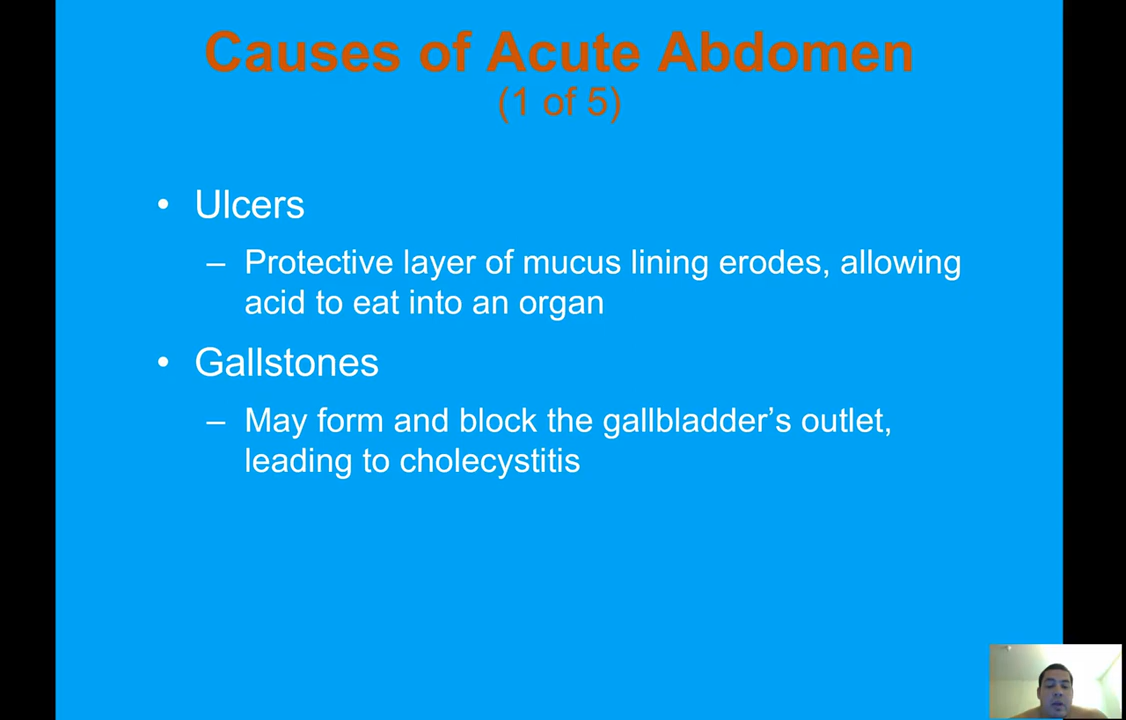 Causes of Acute Abdomen
(1 of 5)
• Ulcers
– Protective layer of mucus lining erodes, allowing
acid to eat into an organ
• Gallstones
– May form and block the gallbladder’s outlet,
leading to cholecystitis